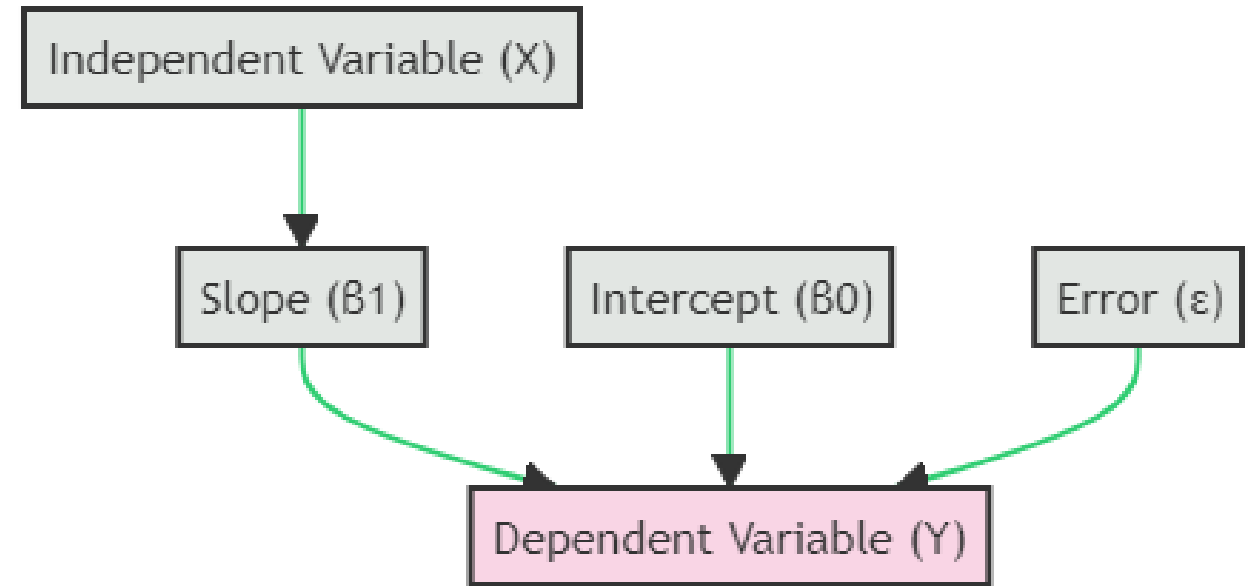 Independent Variable (X)
Slope (β1)
Intercept (β0)
Error (ε)
Dependent Variable (Y)